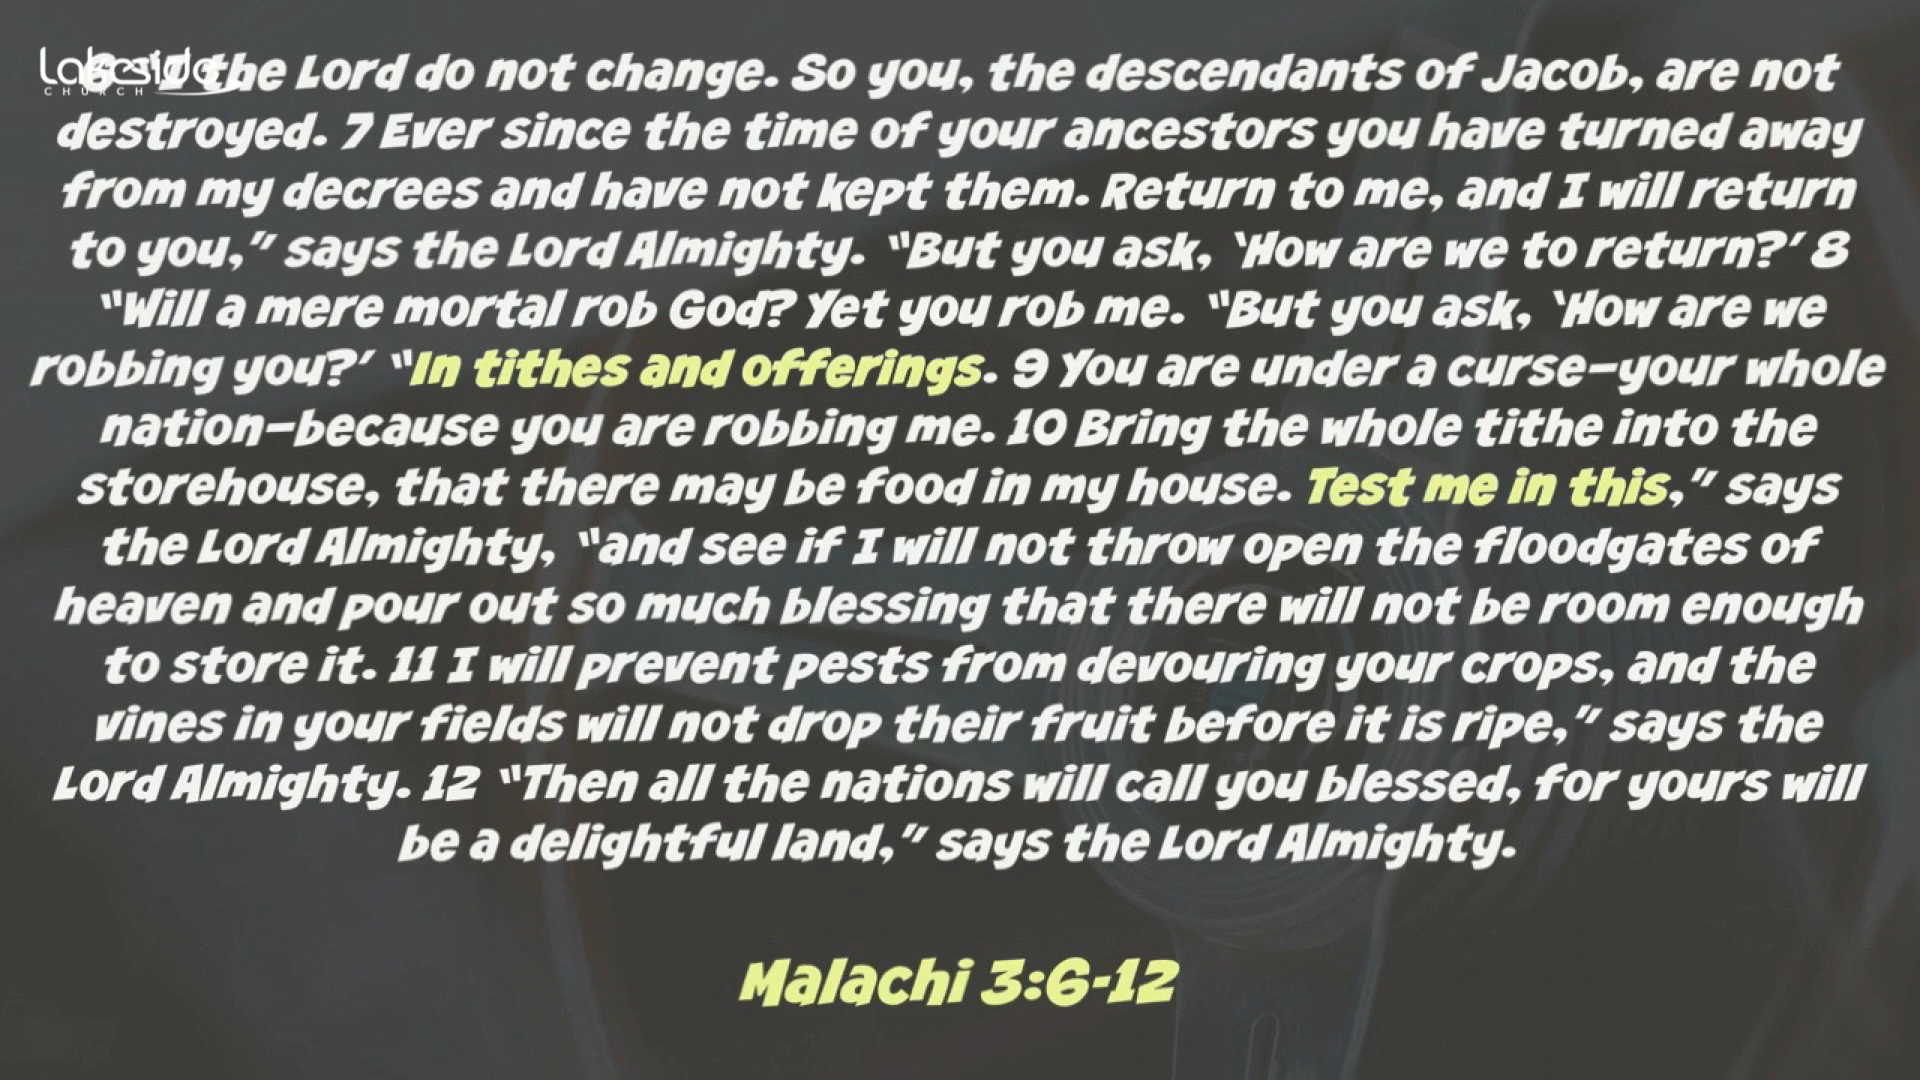 Lakeside
CHURCH
6 "I the Lord do not change. So you, the descendants of Jacob, are not
destroyed. 7 Ever since the time of your ancestors you have turned away
from my decrees and have not kept them. Return to me, and I will return
to you," says the Lord Almighty. "But you ask, 'How are we to return?' 8
"Will a mere mortal rob God? Yet you rob me. "But you ask, 'How are we
robbing you?' "In tithes and offerings. 9 You are under a curse—your whole
nation—because you are robbing me. 10 Bring the whole tithe into the
storehouse, that there may be food in my house. Test me in this," says
the Lord Almighty, "and see if I will not throw open the floodgates of
heaven and pour out so much blessing that there will not be room enough
to store it. 11 I will prevent pests from devouring your crops, and the
vines in your fields will not drop their fruit before it is ripe," says the
Lord Almighty. 12 "Then all the nations will call you blessed, for yours will
be a delightful land," says the Lord Almighty.
Malachi 3:6-12